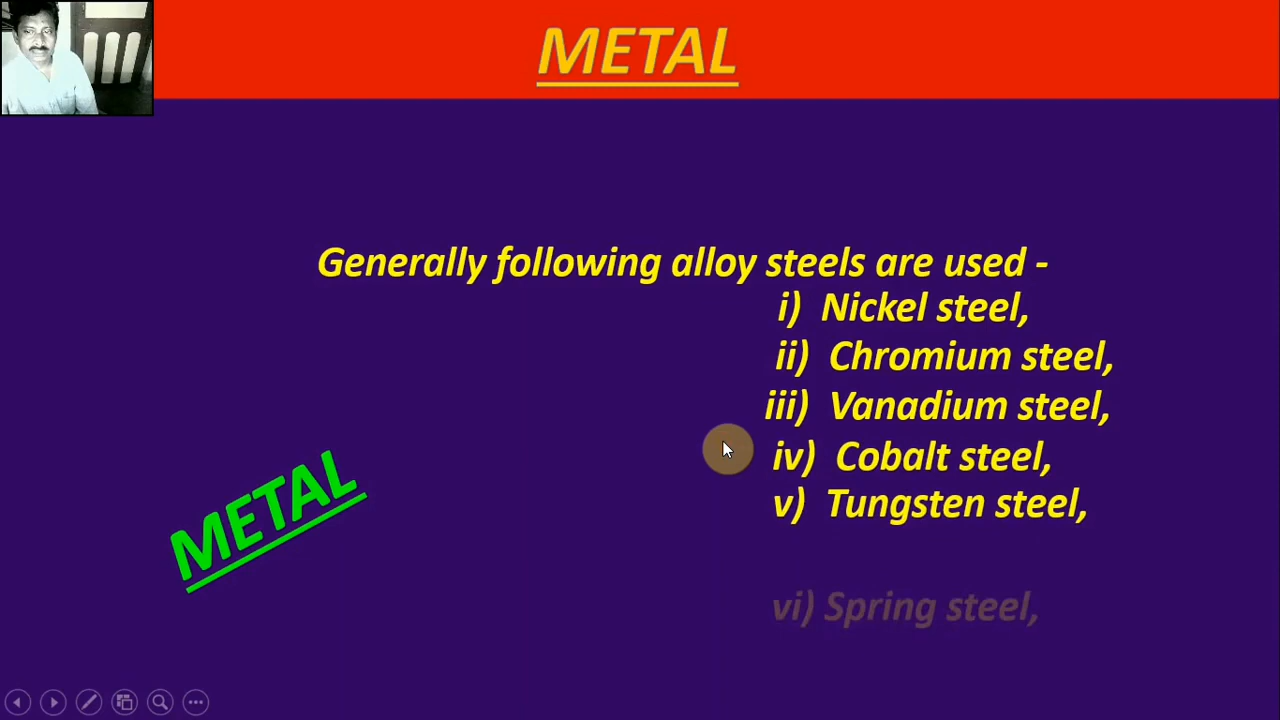 METAL
Generally following alloy steels are used -
i) Nickel steel,
ii) Chromium steel,
iii) Vanadium steel,
iv) Cobalt steel,
v) Tungsten steel,
vi) Spring steel,
METAL